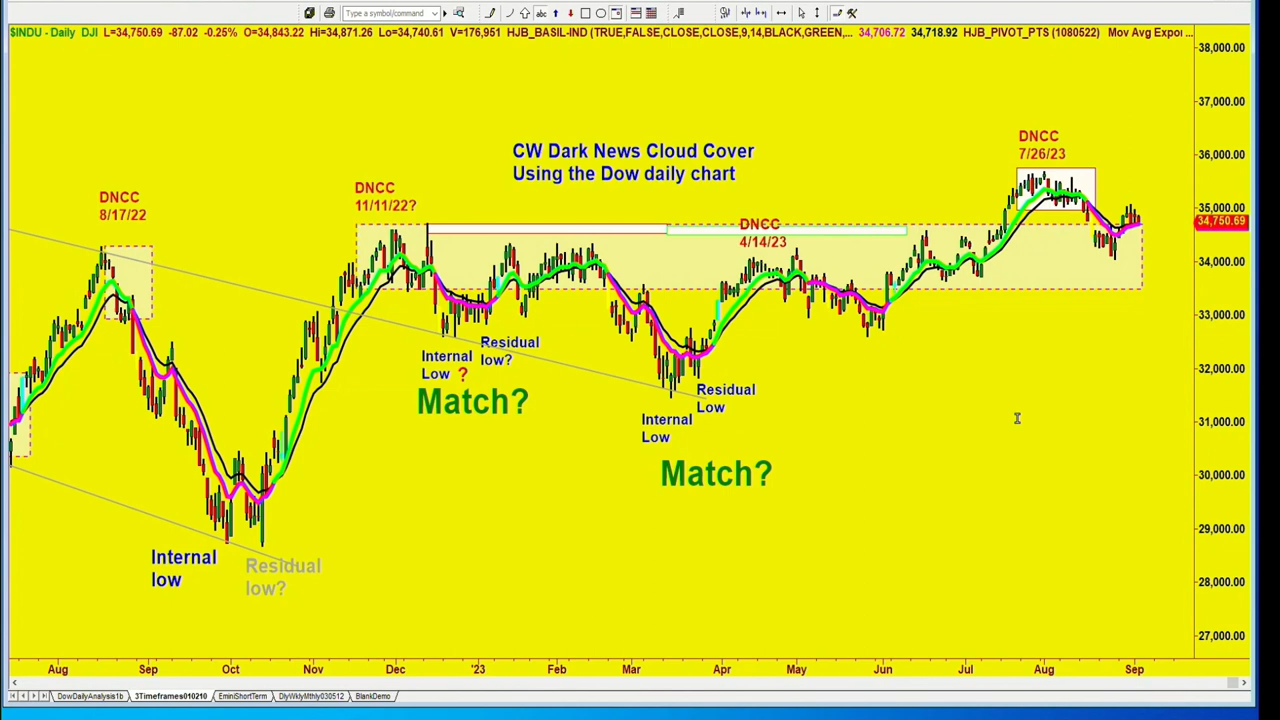 Type a symbol/command
abc
$INDU - Daily DJI L=34,750.69 -87.02 -0.25% O=34,843.22 Hi=34,871.26 Lo=34,740.61 V=176,951 HJB_BASIL-IND (TRUE,FALSE,CLOSE,CLOSE,9,14,BLACK,GREEN,... 34,706.72 34,718.92 HJB_PIVOT_PTS (1080522) Mov Avg Expo...
38,000.00
37,000.00
36,000.00
35,000.00
34,750.69
34,000.00
33,000.00
32,000.00
31,000.00
30,000.00
29,000.00
28,000.00
27,000.00
CW Dark News Cloud Cover
Using the Dow daily chart
DNCC
7/26/23
DNCC
8/17/22
DNCC
11/11/22?
DNCC
4/14/23
Internal
Low ?
Residual
low?
Match?
Internal
Low
Residual
Low
Match?
Internal
low
Residual
low?
Aug Sep Oct Nov Dec '23 Feb Mar Apr May Jun Jul Aug Sep
DowDailyAnalysis1b 3Timeframes010210 EminiShortTerm DlyWklyMthly030512 BlankDemo